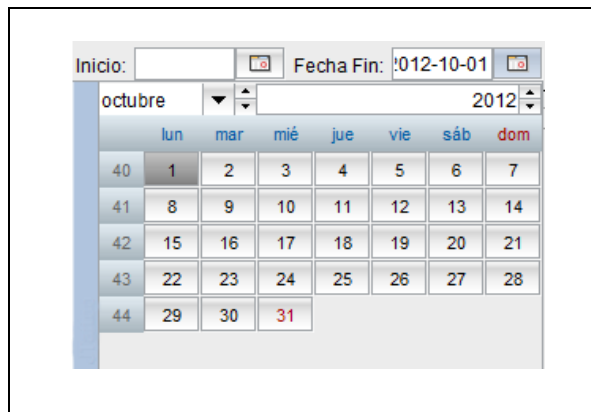 Inicio: Fecha Fin: 2012-10-01
octubre 2012
lun mar mié jue vie sáb dom
40 1 2 3 4 5 6 7
41 8 9 10 11 12 13 14
42 15 16 17 18 19 20 21
43 22 23 24 25 26 27 28
44 29 30 31